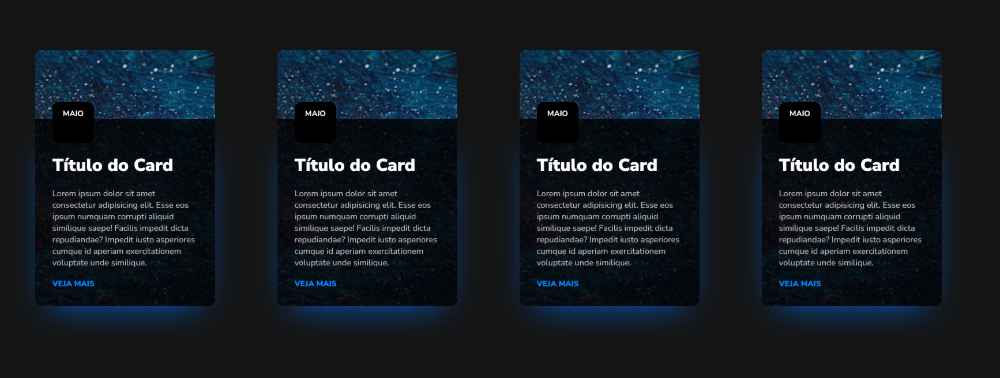 MAIO
Título do Card
Lorem ipsum dolor sit amet
consectetur adipisicing elit. Esse eos
ipsum numquam corrupti aliquid
similique saepe! Facilis impedit dicta
repudiandae? Impedit iusto asperiores
cumque id aperiam exercitationem
voluptate unde similique.
VEJA MAIS
MAIO
Título do Card
Lorem ipsum dolor sit amet
consectetur adipisicing elit. Esse eos
ipsum numquam corrupti aliquid
similique saepe! Facilis impedit dicta
repudiandae? Impedit iusto asperiores
cumque id aperiam exercitationem
voluptate unde similique.
VEJA MAIS
MAIO
Título do Card
Lorem ipsum dolor sit amet
consectetur adipisicing elit. Esse eos
ipsum numquam corrupti aliquid
similique saepe! Facilis impedit dicta
repudiandae? Impedit iusto asperiores
cumque id aperiam exercitationem
voluptate unde similique.
VEJA MAIS
MAIO
Título do Card
Lorem ipsum dolor sit amet
consectetur adipisicing elit. Esse eos
ipsum numquam corrupti aliquid
similique saepe! Facilis impedit dicta
repudiandae? Impedit iusto asperiores
cumque id aperiam exercitationem
voluptate unde similique.
VEJA MAIS